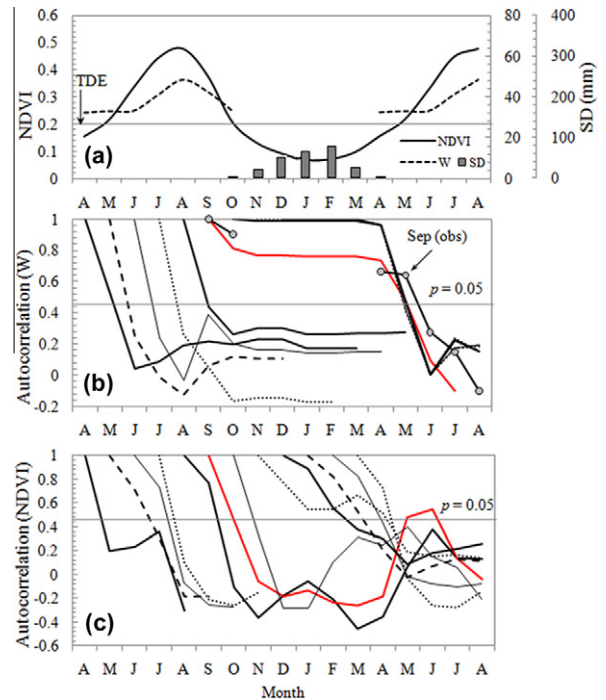 0.6 80 400
0.5 300
0.4 TDE 60
0.3 40 200
0.2 20 100
0.1
0 0 0
NDVI
SD (mm)
NDVI
W SD
(a)
A M J J A S O N D J F M A M J J A
1
0.8
0.6
0.4
0.2
0
-0.2
Autocorrelation (W)
Sep (obs)
p = 0.05
(b)
A M J J A S O N D J F M A M J J A
1
0.8
0.6
0.4
0.2
0
-0.2
-0.4
-0.6
Autocorrelation (NDVI)
p = 0.05
(c)
A M J J A S O N D J F M A M J J A
Month